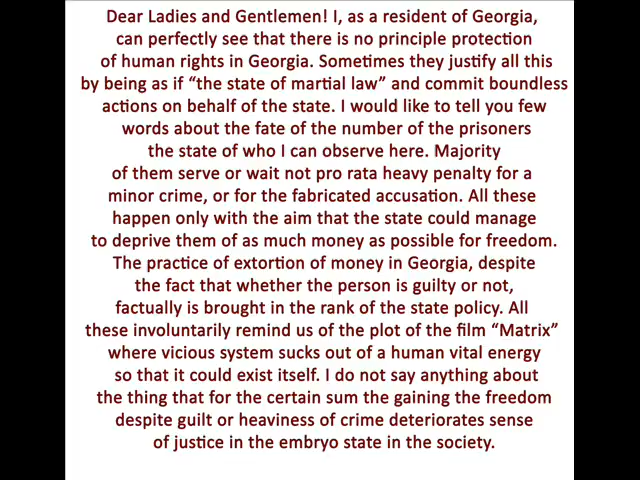 Dear Ladies and Gentlemen! I, as a resident of Georgia,
can perfectly see that there is no principle protection
of human rights in Georgia. Sometimes they justify all this
by being as if “the state of martial law” and commit boundless
actions on behalf of the state. I would like to tell you few
words about the fate of the number of the prisoners
the state of who I can observe here. Majority
of them serve or wait not pro rata heavy penalty for a
minor crime, or for the fabricated accusation. All these
happen only with the aim that the state could manage
to deprive them of as much money as possible for freedom.
The practice of extortion of money in Georgia, despite
the fact that whether the person is guilty or not,
factually is brought in the rank of the state policy. All
these involuntarily remind us of the plot of the film “Matrix”
where vicious system sucks out of a human vital energy
so that it could exist itself. I do not say anything about
the thing that for the certain sum the gaining the freedom
despite guilt or heaviness of crime deteriorates sense
of justice in the embryo state in the society.